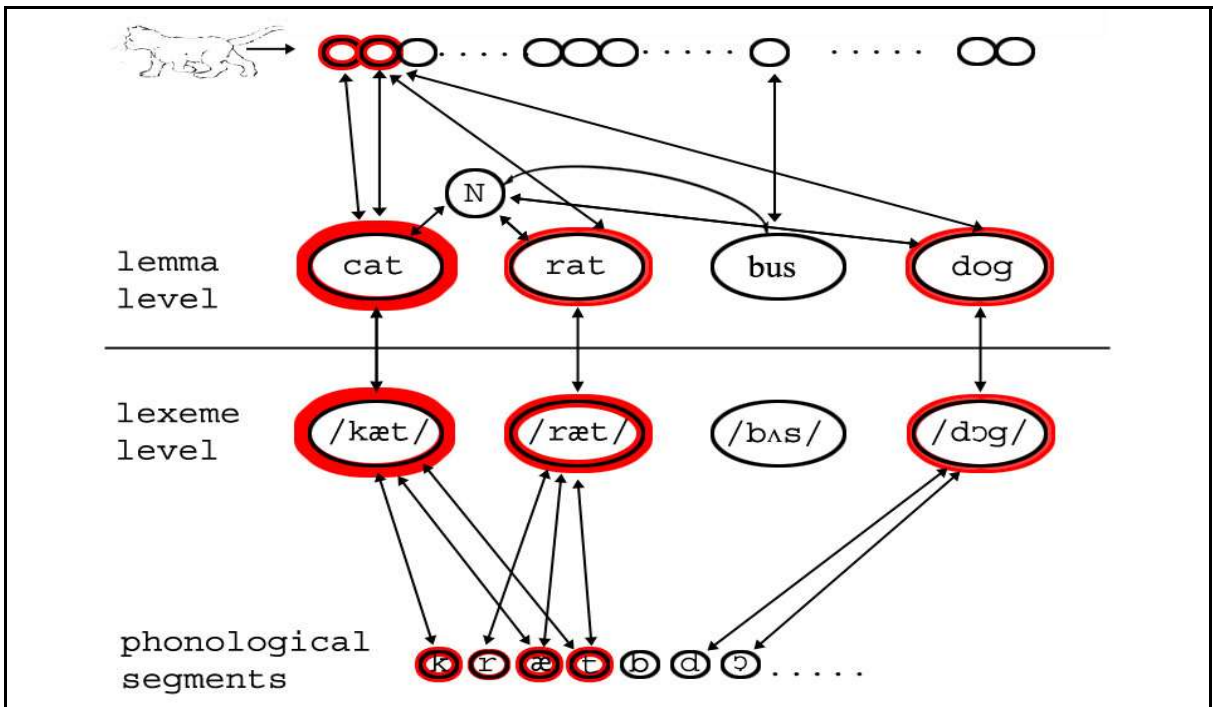 N
lemma
level
cat
rat
bus
dog
lexeme
level
/kæt/
/ræt/
/bʌs/
/dɔg/
phonological
segments
k r æ t b d ɔ .....